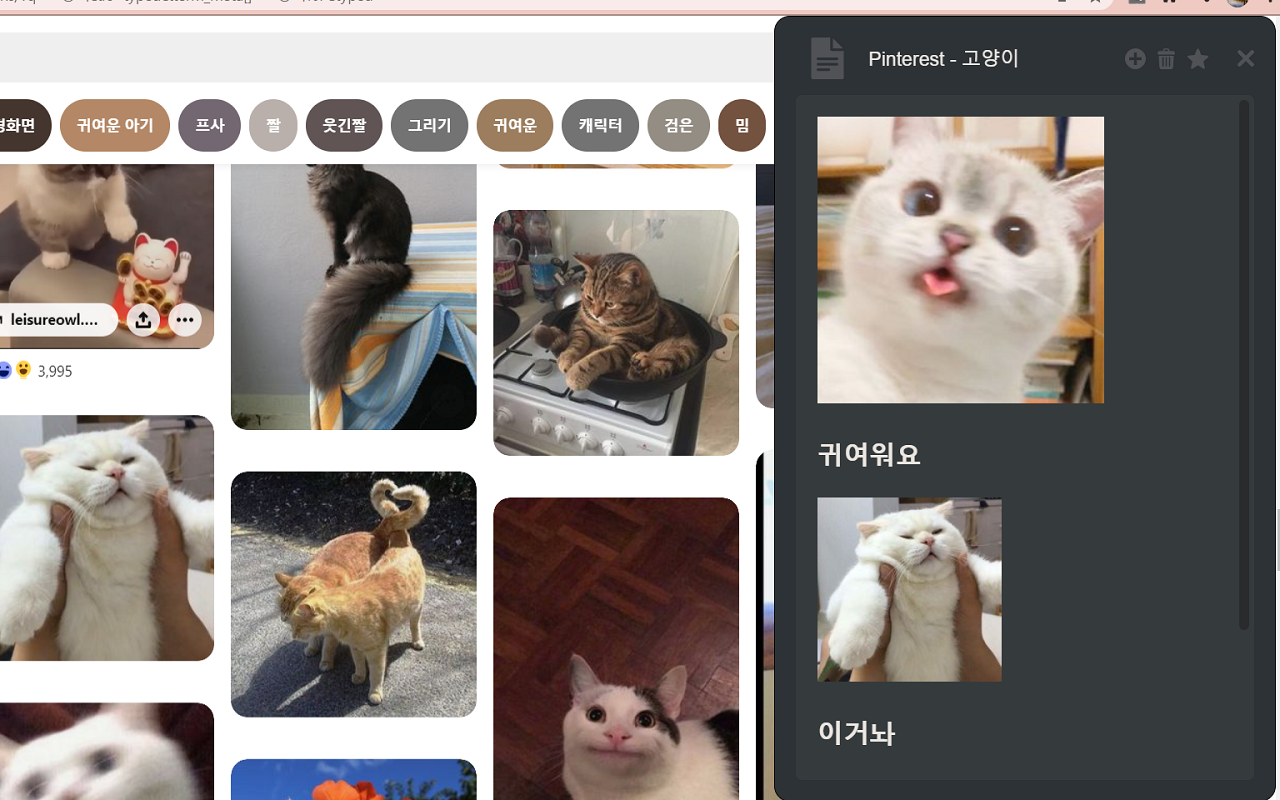 Pinterest - 고양이
경화면
귀여운 아기
프사
짤
웃긴짤
그리기
귀여운
캐릭터
검은
밈
leisureowl....
3,995
귀여워요
이거놔